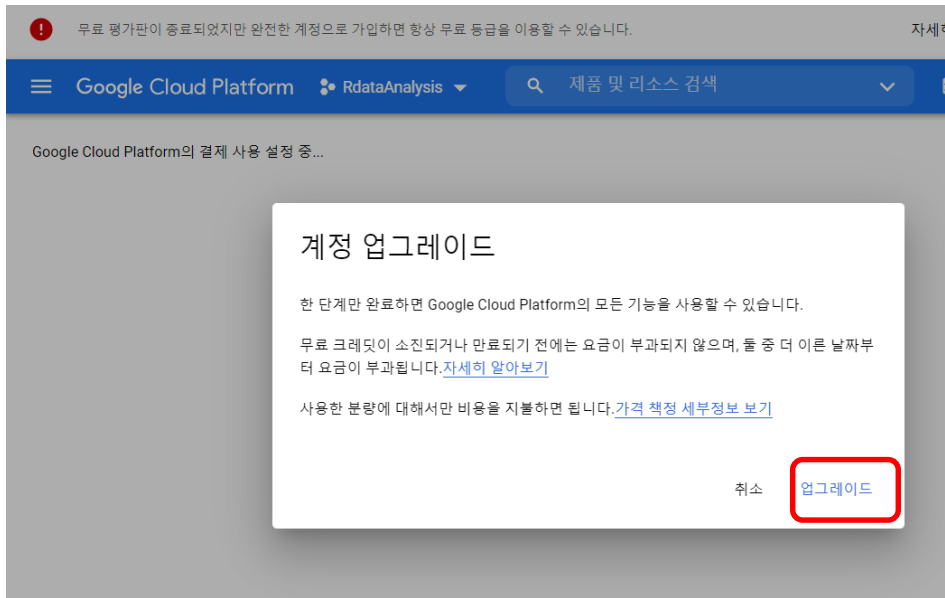 무료 평가판이 종료되었지만 완전한 계정으로 가입하면 항상 무료 등급을 이용할 수 있습니다.
Google Cloud Platform RdataAnalysis 제품 및 리소스 검색
Google Cloud Platform의 결제 사용 설정 중...
계정 업그레이드
한 단계만 완료하면 Google Cloud Platform의 모든 기능을 사용할 수 있습니다.
무료 크레딧이 소진되거나 만료되기 전에는 요금이 부과되지 않으며, 둘 중 더 이른 날짜부
터 요금이 부과됩니다.자세히 알아보기
사용한 분량에 대해서만 비용을 지불하면 됩니다.가격 책정 세부정보 보기
취소 업그레이드